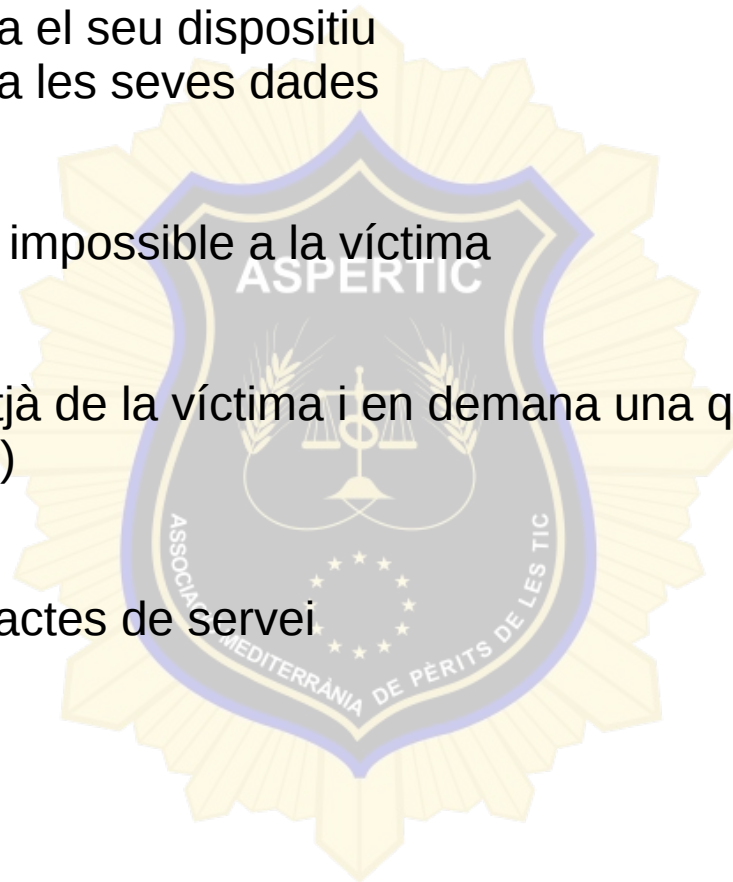 a el seu dispositiu
a les seves dades
impossible a la víctima
ASPERTIC
tjà de la víctima i en demana una q
)
actes de servei
ASSOCIACIÓ MEDITERRÀNIA DE PÈRITS DE LES TIC